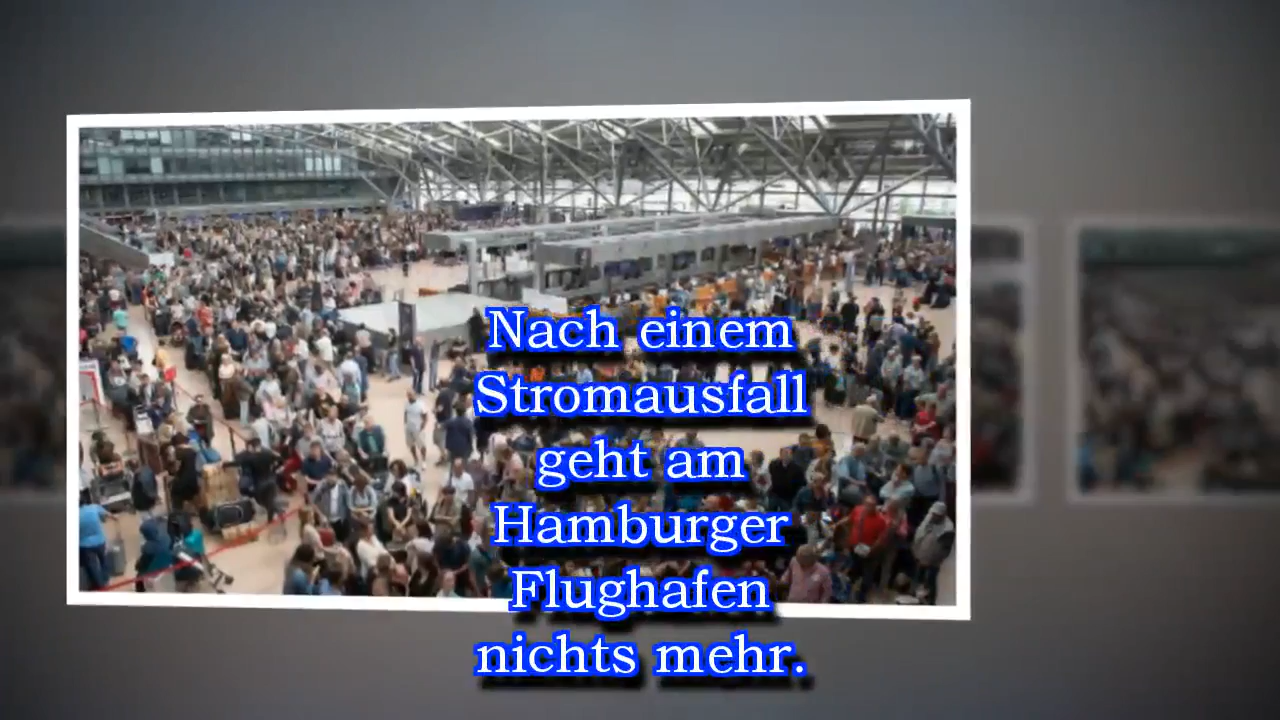 Nach einem
Stromausfall
geht am
Hamburger
Flughafen
nichts mehr.